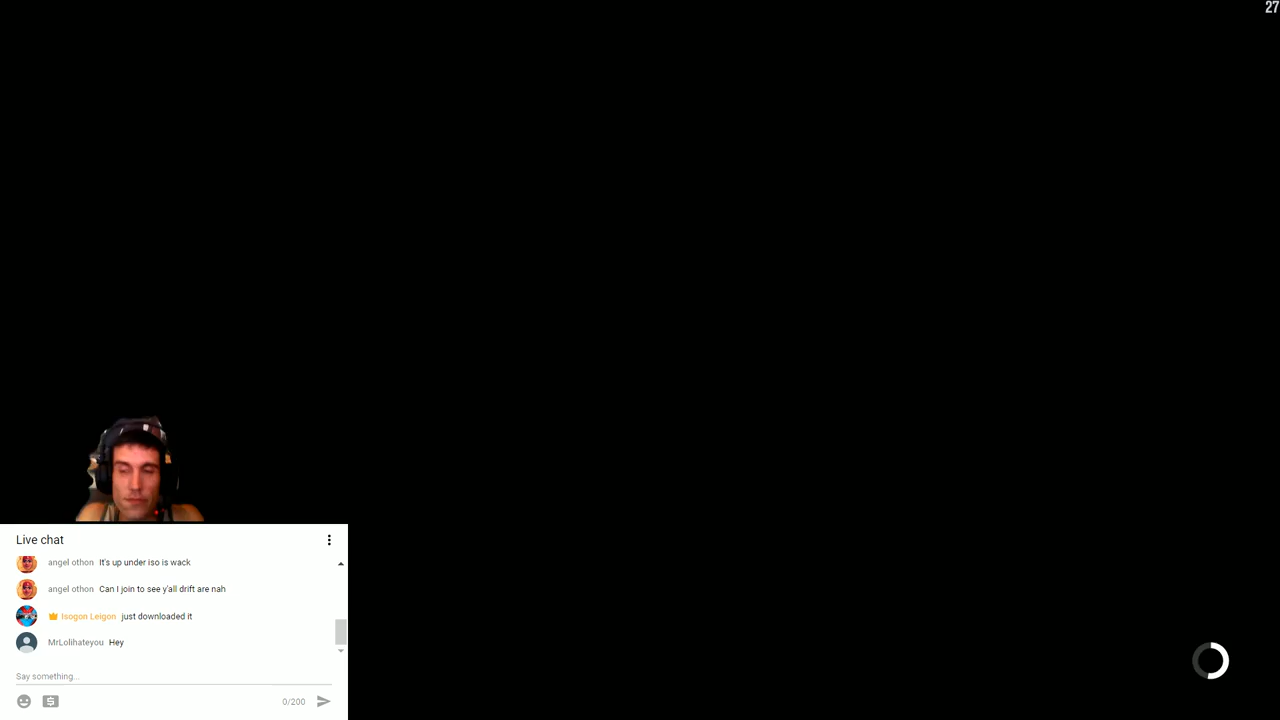 27
Live chat
angel othon It's up under iso is wack
angel othon Can I join to see y'all drift are nah
Isogon Leigon just downloaded it
MrLolihateyou Hey
Say something...
0/200